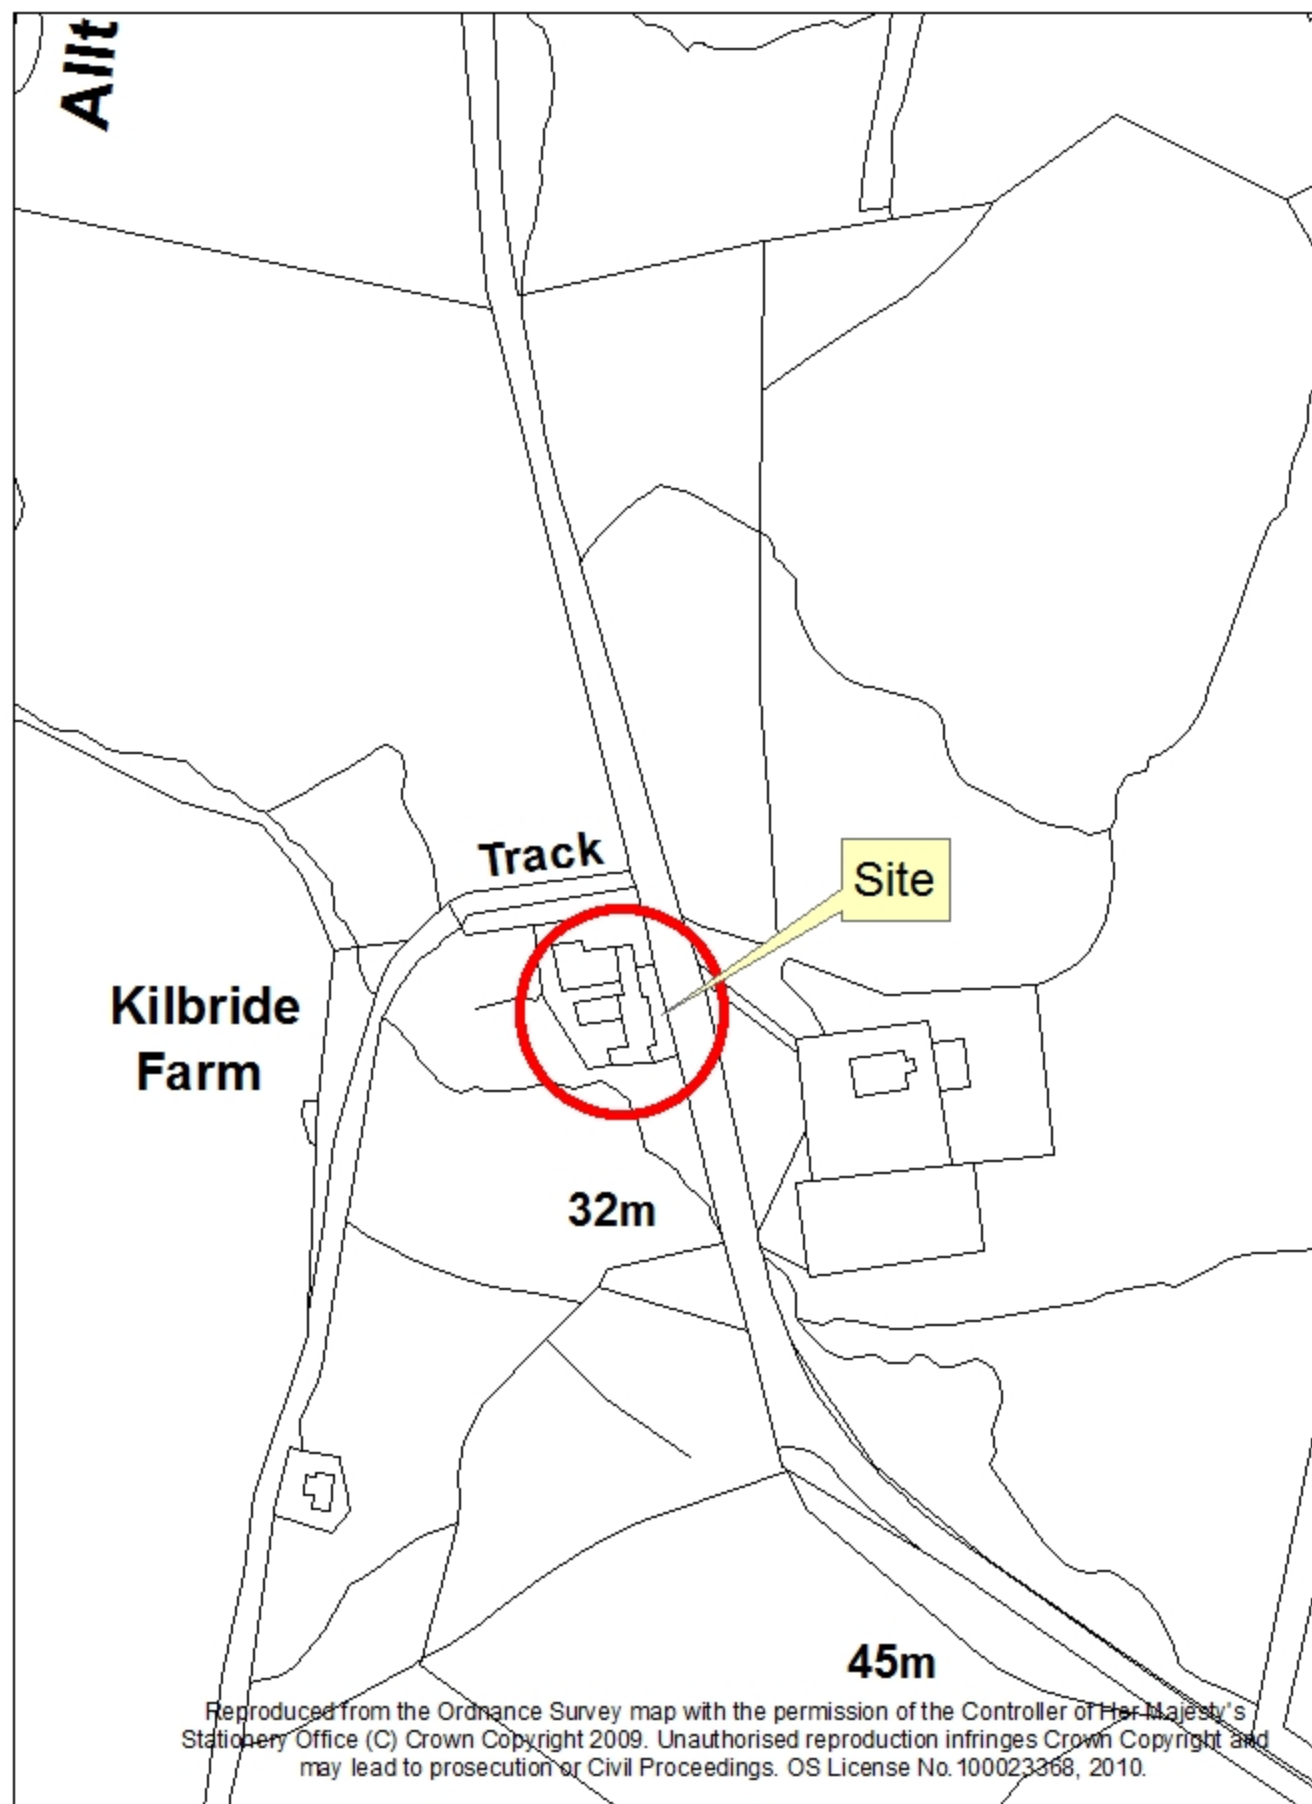 Allt
Track
Site
Kilbride
Farm
32m
45m
Reproduced from the Ordnance Survey map with the permission of the Controller of Her Majesty's
Stationery Office (C) Crown Copyright 2009. Unauthorised reproduction infringes Crown Copyright and
may lead to prosecution or Civil Proceedings. OS License No. 100023368, 2010.